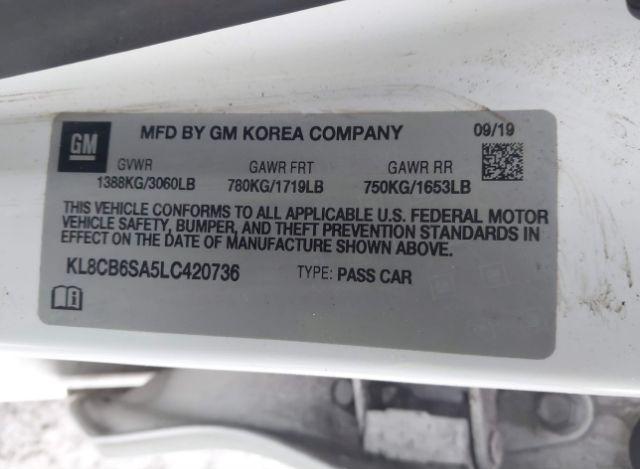 GM MFD BY GM KOREA COMPANY 09/19
GVWR GAWR FRT GAWR RR
1388KG/3060LB 780KG/1719LB 750KG/1653LB
THIS VEHICLE CONFORMS TO ALL APPLICABLE U.S. FEDERAL MOTOR
VEHICLE SAFETY, BUMPER, AND THEFT PREVENTION STANDARDS IN
EFFECT ON THE DATE OF MANUFACTURE SHOWN ABOVE.
KL8CB6SA5LC420736 TYPE: PASS CAR